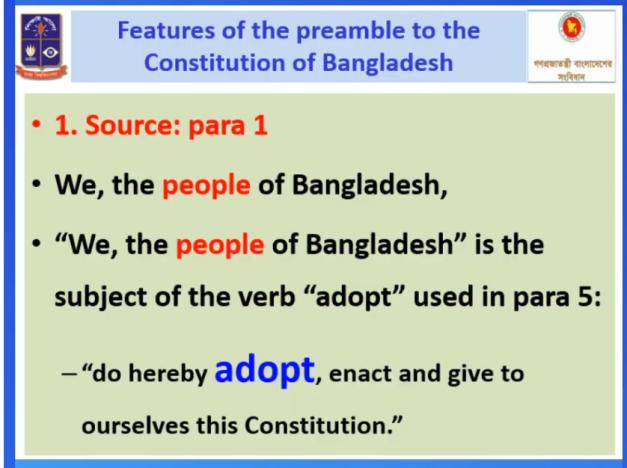 Features of the preamble to the
Constitution of Bangladesh
গণপ্রজাতন্ত্রী বাংলাদেশের
সংবিধান
• 1. Source: para 1
• We, the people of Bangladesh,
• “We, the people of Bangladesh” is the
subject of the verb “adopt” used in para 5:
– “do hereby adopt, enact and give to
ourselves this Constitution.”